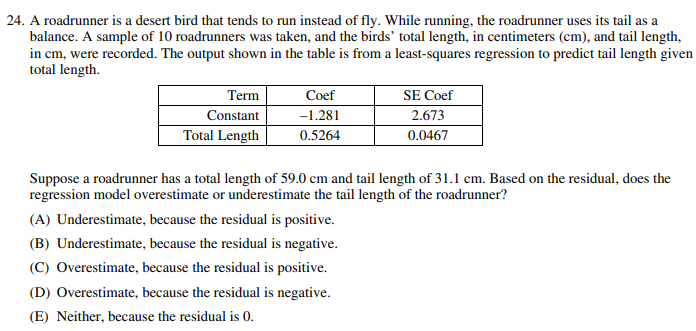 24. A roadrunner is a desert bird that tends to run instead of fly. While running, the roadrunner uses its tail as a
balance. A sample of 10 roadrunners was taken, and the birds’ total length, in centimeters (cm), and tail length,
in cm, were recorded. The output shown in the table is from a least-squares regression to predict tail length given
total length.
Term Coef SE Coef
Constant −1.281 2.673
Total Length 0.5264 0.0467
Suppose a roadrunner has a total length of 59.0 cm and tail length of 31.1 cm. Based on the residual, does the
regression model overestimate or underestimate the tail length of the roadrunner?
(A) Underestimate, because the residual is positive.
(B) Underestimate, because the residual is negative.
(C) Overestimate, because the residual is positive.
(D) Overestimate, because the residual is negative.
(E) Neither, because the residual is 0.